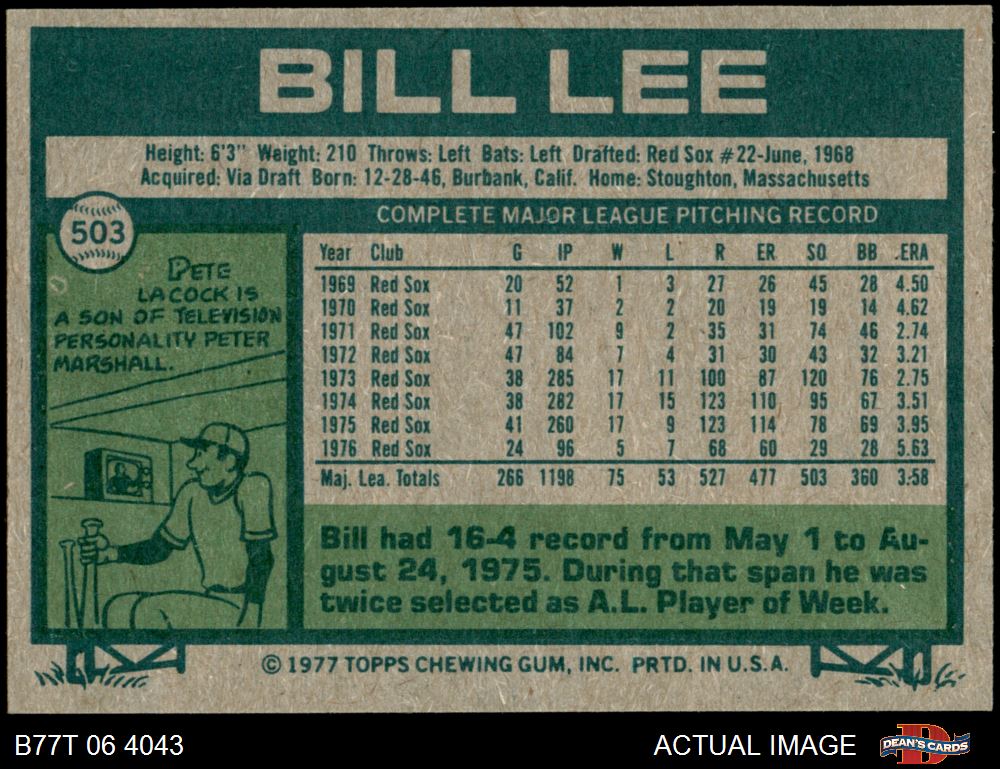 BILL LEE
Height: 6'3" Weight: 210 Throws: Left Bats: Left Drafted: Red Sox #22-June, 1968
Acquired: Via Draft Born: 12-28-46, Burbank, Calif. Home: Stoughton, Massachusetts
503
COMPLETE MAJOR LEAGUE PITCHING RECORD
PETE
LACOCK IS
A SON OF TELEVISION
PERSONALITY PETER
MARSHALL.
Year Club G IP W L R ER SO BB .ERA
1969 Red Sox 20 52 1 3 27 26 45 28 4.50
1970 Red Sox 11 37 2 2 20 19 19 14 4.62
1971 Red Sox 47 102 9 2 35 31 74 46 2.74
1972 Red Sox 47 84 7 4 31 30 43 32 3.21
1973 Red Sox 38 285 17 11 100 87 120 76 2.75
1974 Red Sox 38 282 17 15 123 110 95 67 3.51
1975 Red Sox 41 260 17 9 123 114 78 69 3.95
1976 Red Sox 24 96 5 7 68 60 29 28 5.63
Maj. Lea. Totals 266 1198 75 53 527 477 503 360 3.58
Bill had 16-4 record from May 1 to Au-
gust 24, 1975. During that span he was
twice selected as A.L. Player of Week.
© 1977 TOPPS CHEWING GUM, INC. PRTD. IN U.S.A.
B77T 06 4043
ACTUAL IMAGE
DEAN'S CARDS